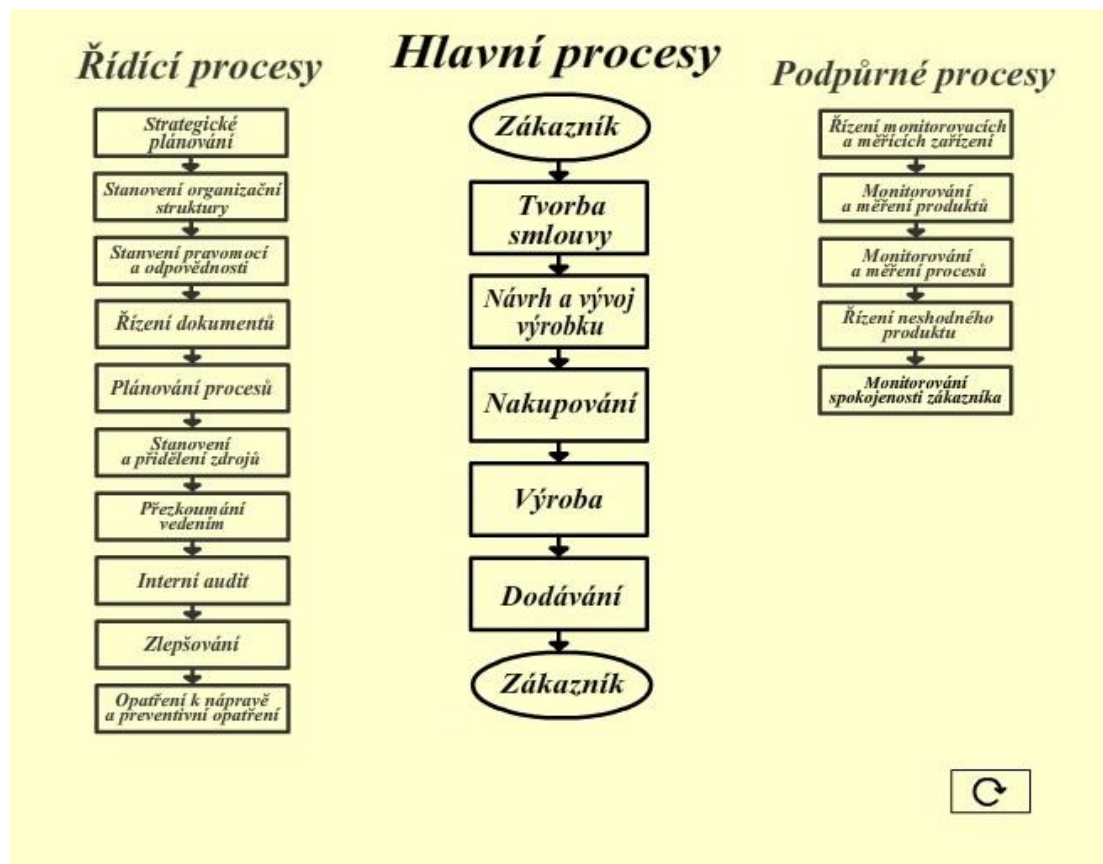 Řídící procesy
Strategické
plánování
Stanovení organizační
struktury
Stanvení pravomocí
a odpovědnosti
Řízení dokumentů
Plánování procesů
Stanovení
a přidělení zdrojů
Přezkoumání
vedením
Interní audit
Zlepšování
Opatření k nápravě
a preventivní opatření
Hlavní procesy
Zákazník
Tvorba
smlouvy
Návrh a vývoj
výrobku
Nakupování
Výroba
Dodávání
Zákazník
Podpůrné procesy
Řízení monitorovacích
a měřících zařízení
Monitorování
a měření produktů
Monitorování
a měření procesů
Řízení neshodného
produktu
Monitorování
spokojenosti zákazníka